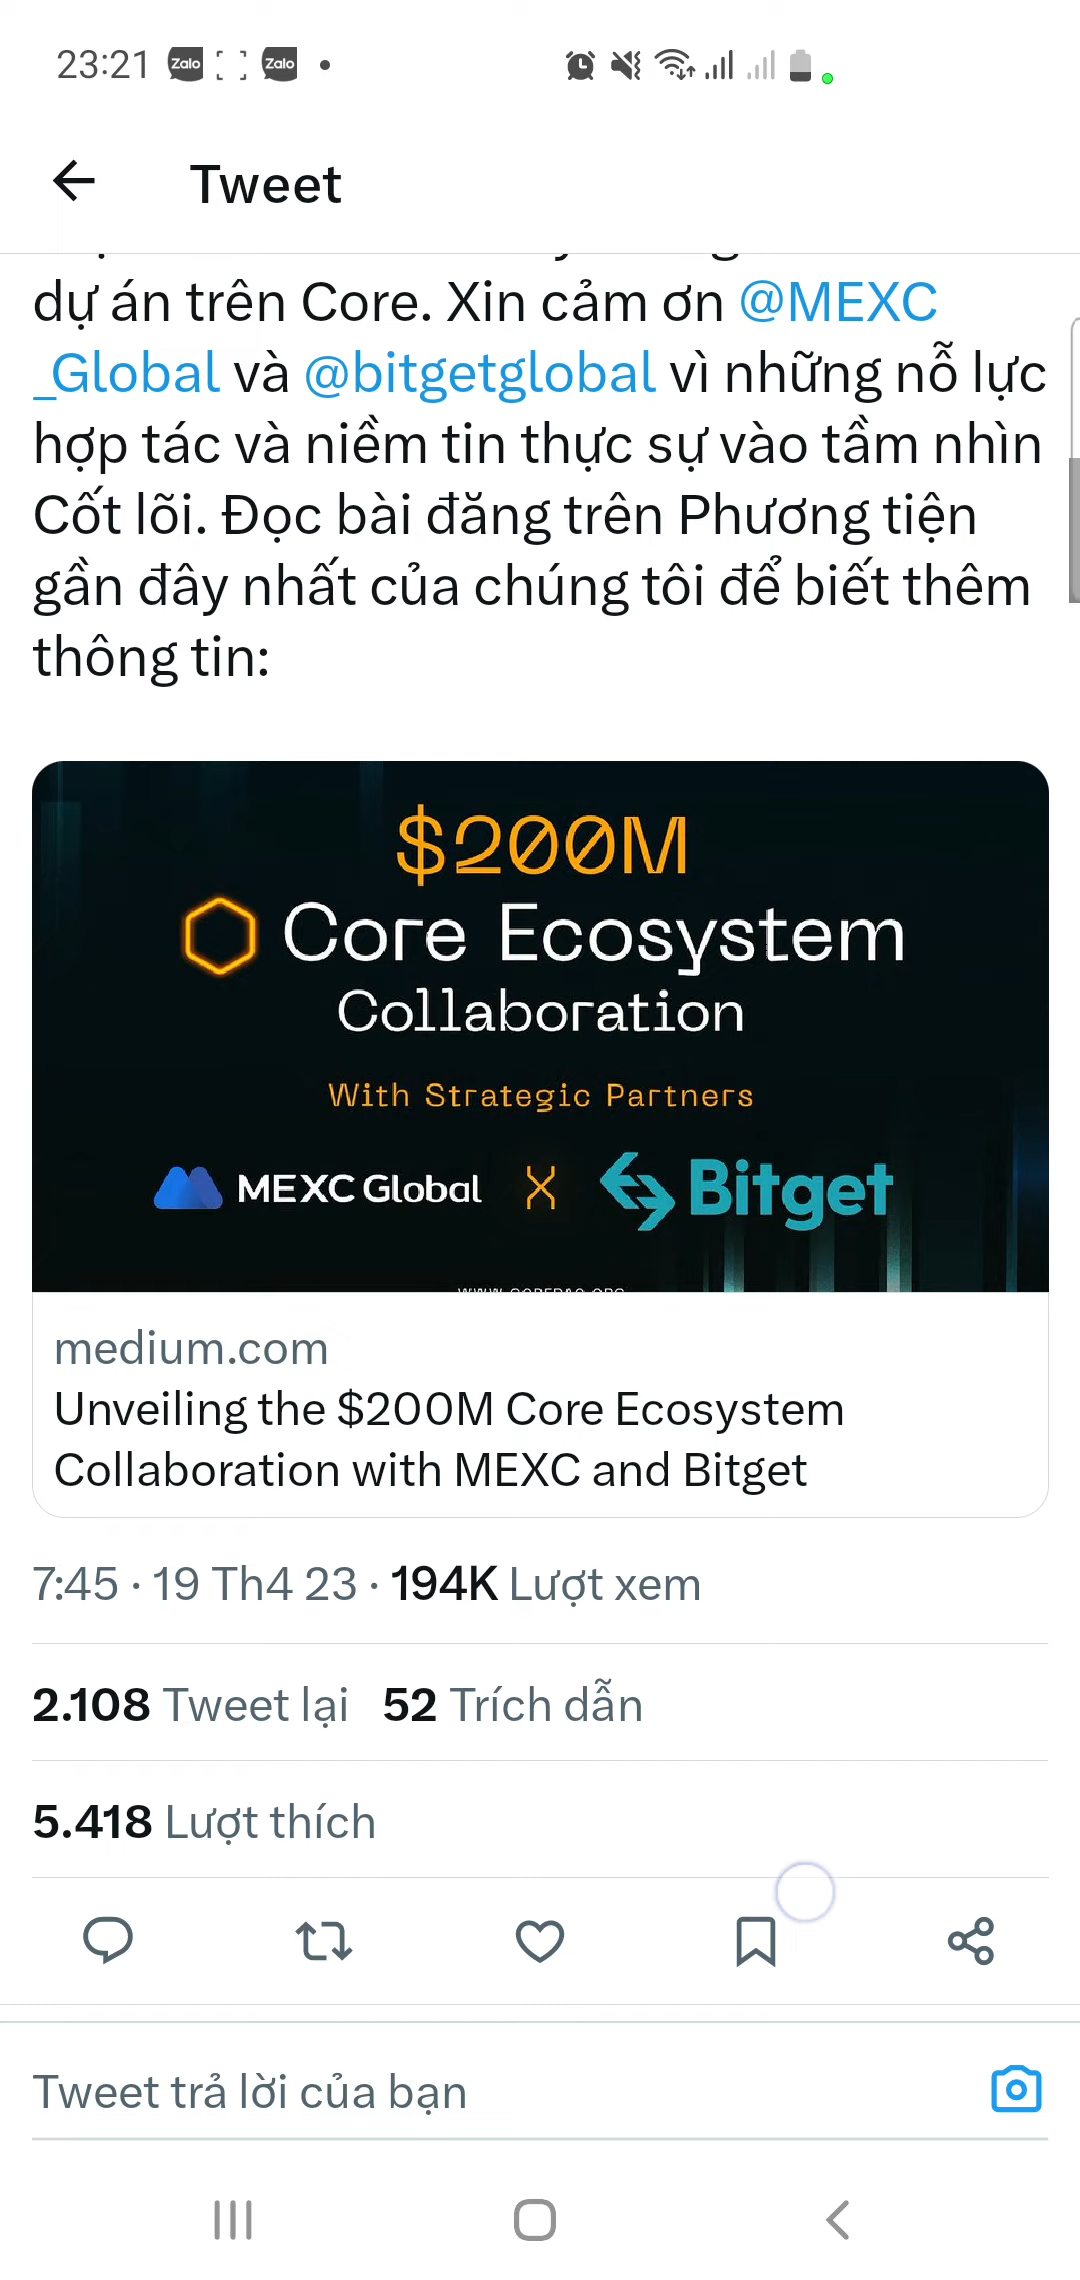 23:21 Zalo Zalo
Tweet
dự án trên Core. Xin cảm ơn @MEXC
_Global và @bitgetglobal vì những nỗ lực
hợp tác và niềm tin thực sự vào tầm nhìn
Cốt lõi. Đọc bài đăng trên Phương tiện
gần đây nhất của chúng tôi để biết thêm
thông tin:
$200M
Core Ecosystem
Collaboration
With Strategic Partners
MEXC Global X Bitget
medium.com
Unveiling the $200M Core Ecosystem
Collaboration with MEXC and Bitget
7:45 · 19 Th4 23 · 194K Lượt xem
2.108 Tweet lại 52 Trích dẫn
5.418 Lượt thích
Tweet trả lời của bạn